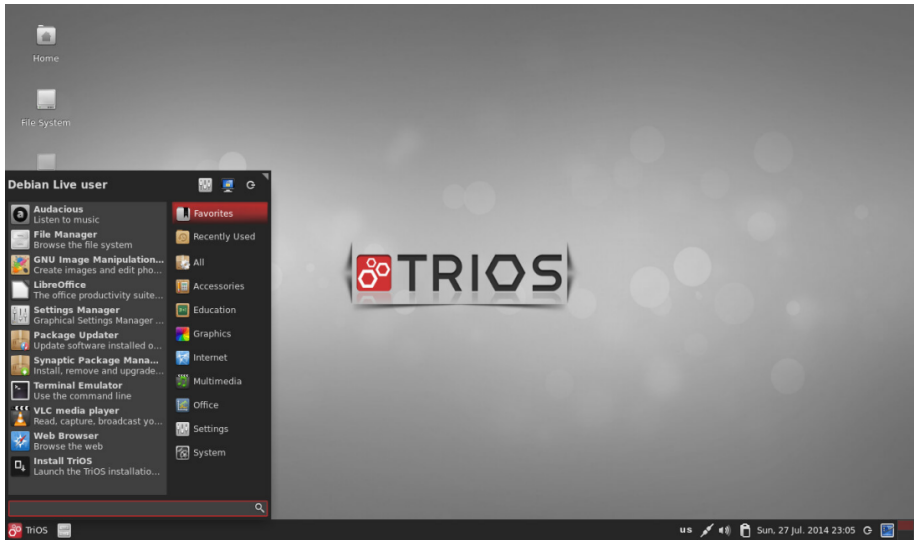 Home
File System
Debian Live user
Audacious
Listen to music
File Manager
Browse the file system
GNU Image Manipulation...
Create images and edit pho...
LibreOffice
The office productivity suite...
Settings Manager
Graphical Settings Manager ...
Package Updater
Update software installed o...
Synaptic Package Mana...
Install, remove and upgrade...
Terminal Emulator
Use the command line
VLC media player
Read, capture, broadcast yo...
Web Browser
Browse the web
Install TriOS
Launch the TriOS installatio...
Favorites
Recently Used
All
Accessories
Education
Graphics
Internet
Multimedia
Office
Settings
System
TRIOS
TriOS
us
Sun, 27 Jul. 2014 23:05